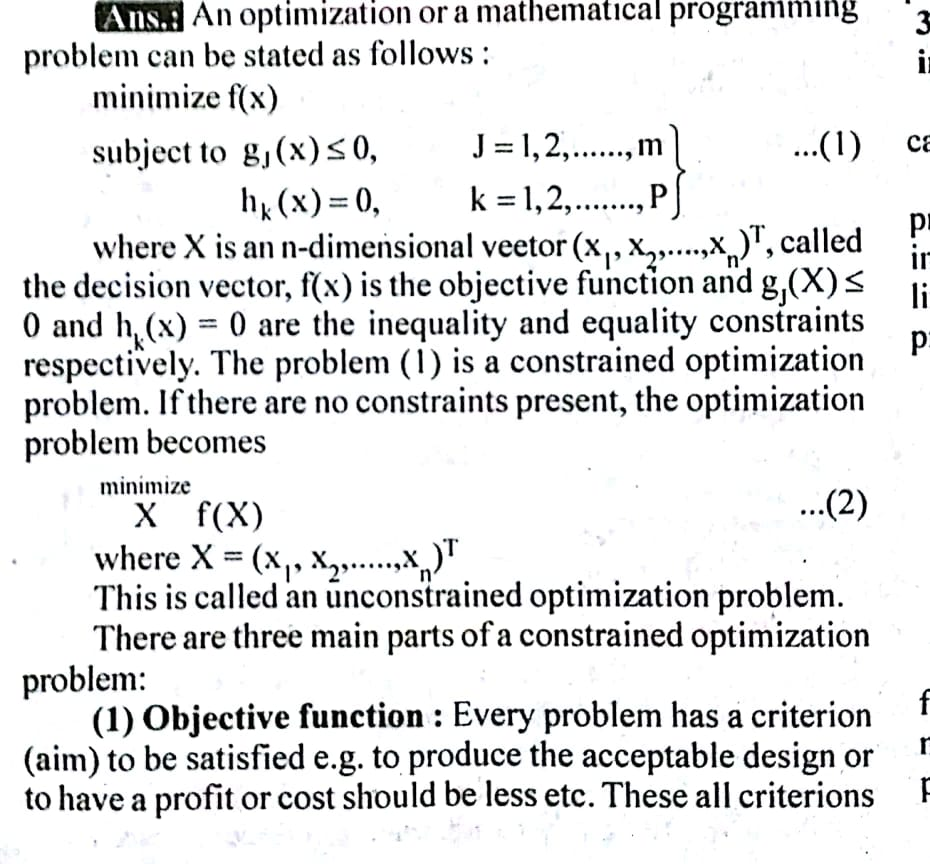 Ans.: An optimization or a mathematical programming
problem can be stated as follows :
minimize f(x)
subject to g_J(x) ≤ 0, J = 1, 2,......, m
...(1)
h_k(x) = 0, k = 1, 2,......., P
where X is an n-dimensional veetor (x₁, x₂,.....,xₙ)ᵀ, called
the decision vector, f(x) is the objective function and g_J(X) ≤
0 and h_k(x) = 0 are the inequality and equality constraints
respectively. The problem (1) is a constrained optimization
problem. If there are no constraints present, the optimization
problem becomes
minimize
X f(X) ...(2)
where X = (x₁, x₂,......,xₙ)ᵀ
This is called an unconstrained optimization problem.
There are three main parts of a constrained optimization
problem:
(1) Objective function : Every problem has a criterion
(aim) to be satisfied e.g. to produce the acceptable design or
to have a profit or cost should be less etc. These all criterions